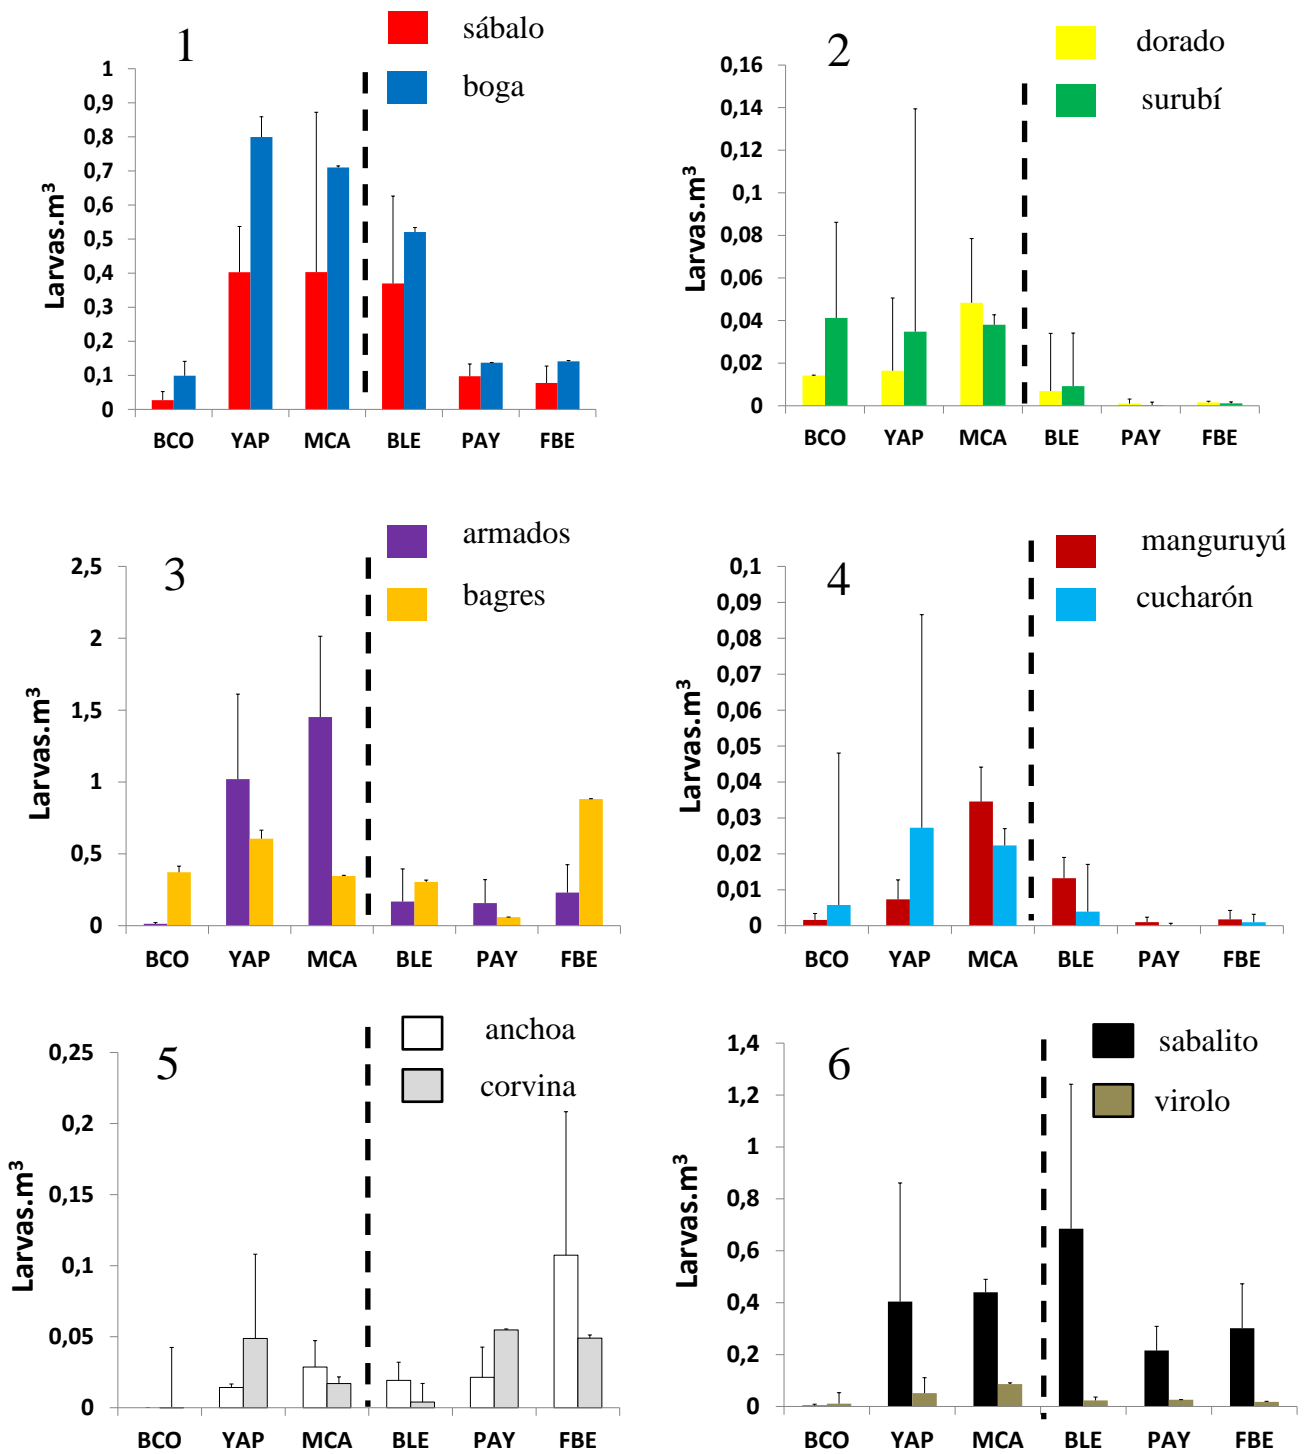 1
sábalo
boga
Larvas.m³
1
0,9
0,8
0,7
0,6
0,5
0,4
0,3
0,2
0,1
0
BCO YAP MCA BLE PAY FBE
2
dorado
surubí
Larvas.m³
0,16
0,14
0,12
0,1
0,08
0,06
0,04
0,02
0
BCO YAP MCA BLE PAY FBE
3
armados
bagres
Larvas.m³
2,5
2
1,5
1
0,5
0
BCO YAP MCA BLE PAY FBE
4
manguruyú
cucharón
Larvas.m³
0,1
0,09
0,08
0,07
0,06
0,05
0,04
0,03
0,02
0,01
0
BCO YAP MCA BLE PAY FBE
5
anchoa
corvina
Larvas.m³
0,25
0,2
0,15
0,1
0,05
0
BCO YAP MCA BLE PAY FBE
6
sabalito
virolo
Larvas.m³
1,4
1,2
1
0,8
0,6
0,4
0,2
0
BCO YAP MCA BLE PAY FBE